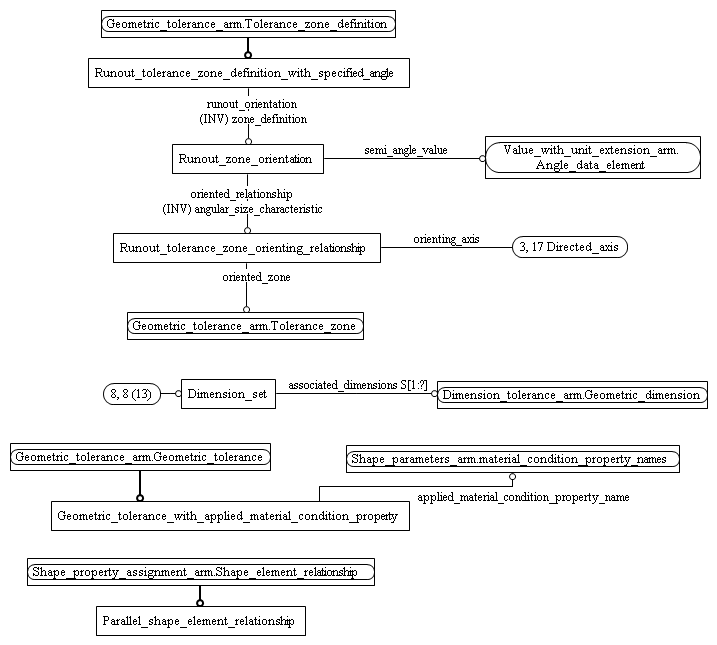 Geometric_tolerance_arm.Tolerance_zone_definition
Runout_tolerance_zone_definition_with_specified_angle
runout_orientation
(INV) zone_definition
Runout_zone_orientation
semi_angle_value
Value_with_unit_extension_arm.
Angle_data_element
oriented_relationship
(INV) angular_size_characteristic
Runout_tolerance_zone_orienting_relationship
orienting_axis
3, 17 Directed_axis
oriented_zone
Geometric_tolerance_arm.Tolerance_zone
8, 8 (13)
Dimension_set
associated_dimensions S[1:?]
Dimension_tolerance_arm.Geometric_dimension
Geometric_tolerance_arm.Geometric_tolerance
Shape_parameters_arm.material_condition_property_names
applied_material_condition_property_name
Geometric_tolerance_with_applied_material_condition_property
Shape_property_assignment_arm.Shape_element_relationship
Parallel_shape_element_relationship